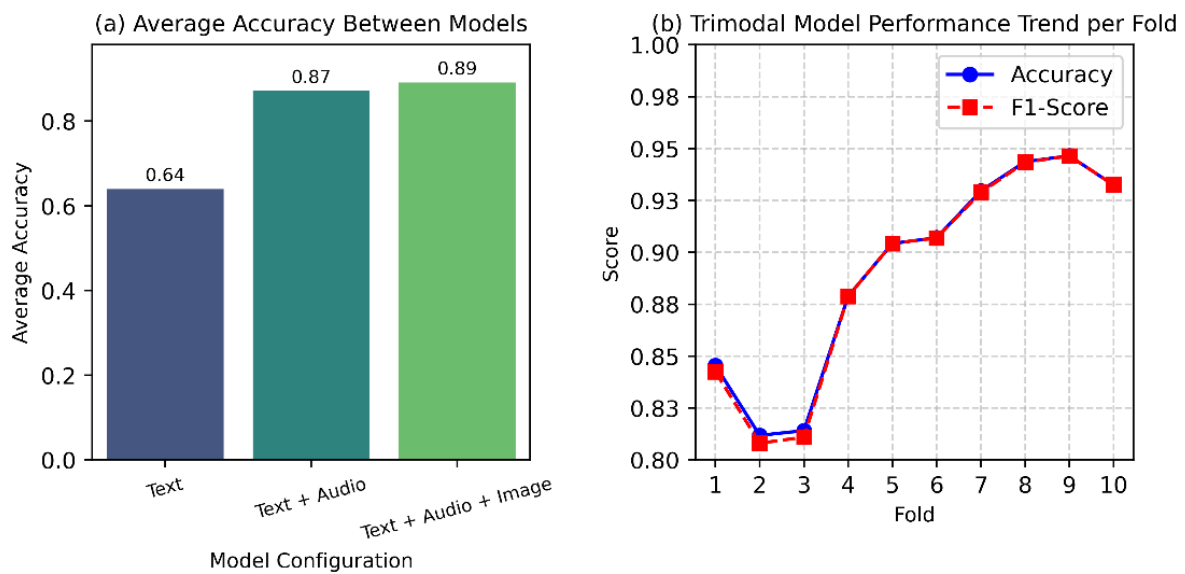 (a) Average Accuracy Between Models
0.64
0.87
0.89
Average Accuracy
0.8
0.6
0.4
0.2
0.0
Text
Text + Audio
Text + Audio + Image
Model Configuration
(b) Trimodal Model Performance Trend per Fold
Accuracy
F1-Score
Score
1.00
0.98
0.95
0.93
0.90
0.88
0.85
0.83
0.80
1 2 3 4 5 6 7 8 9 10
Fold